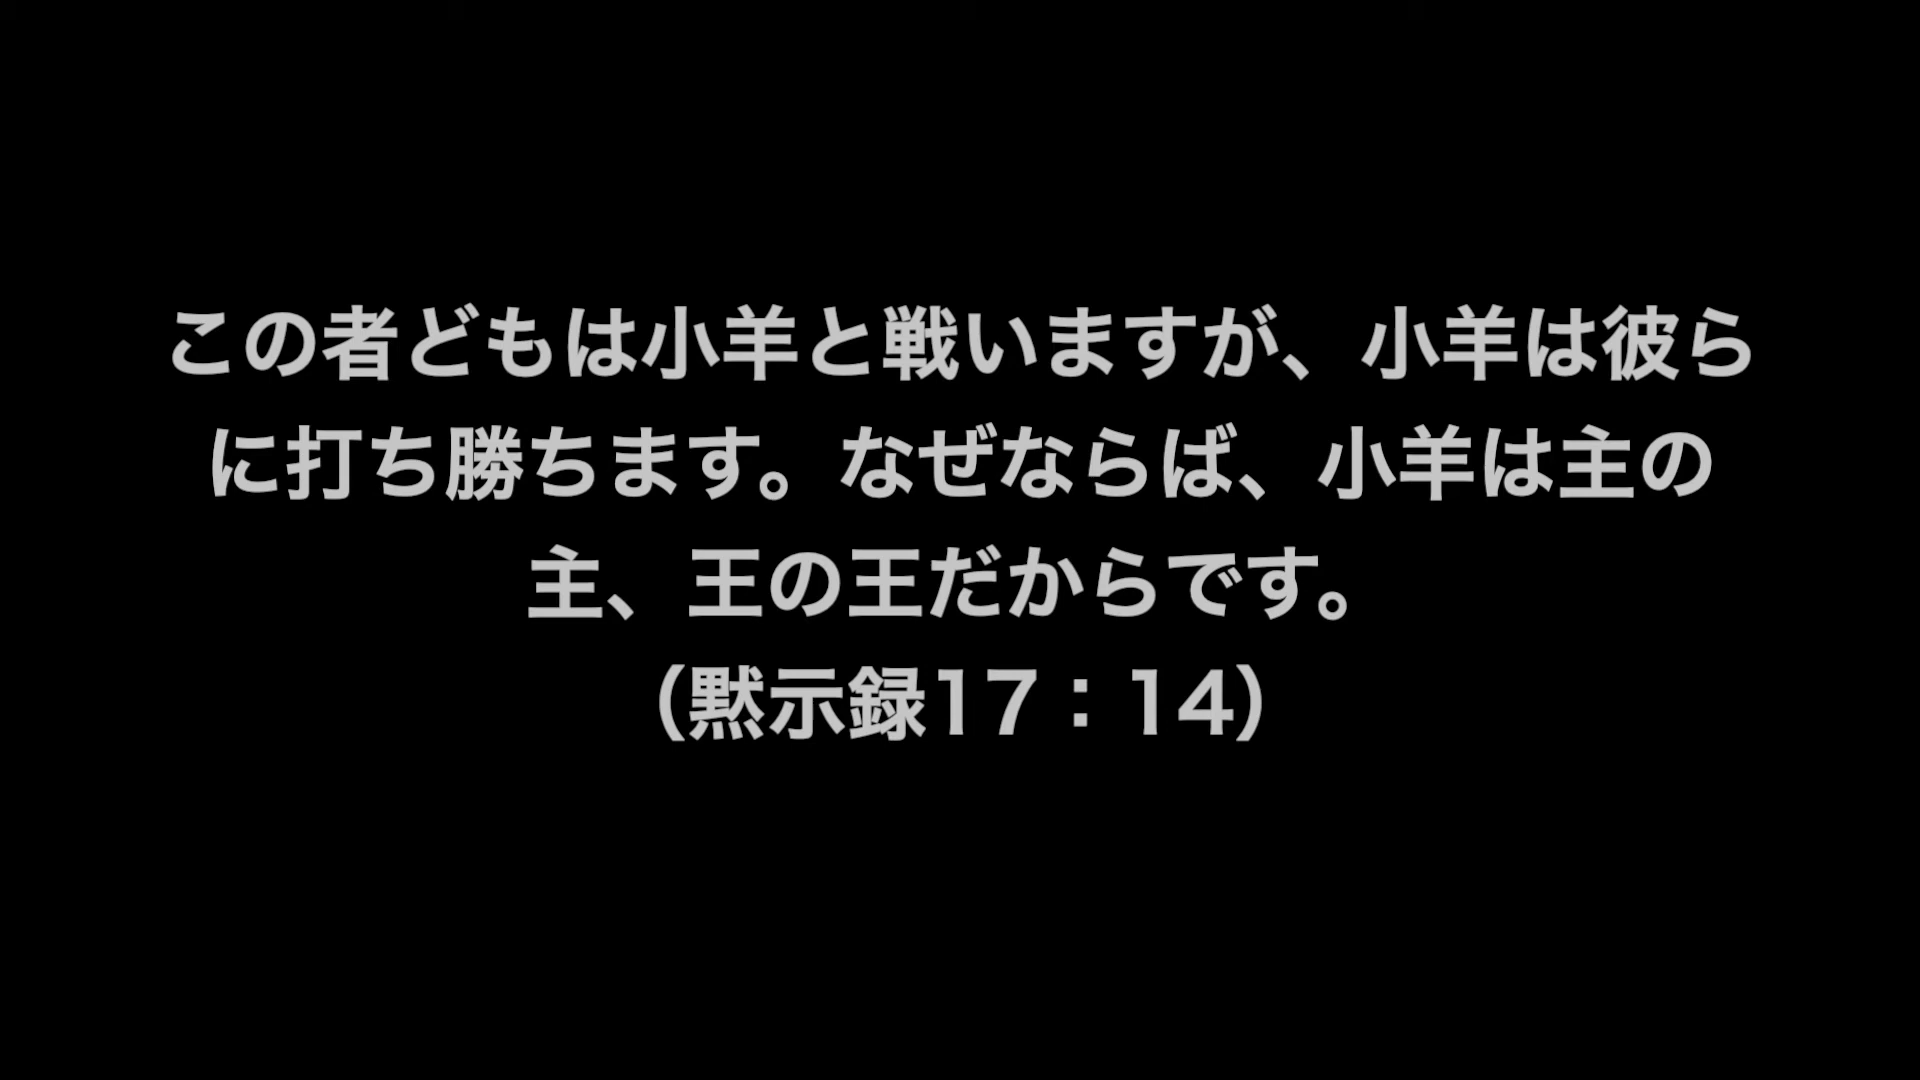 この者どもは小羊と戦いますが、小羊は彼ら
に打ち勝ちます。なぜならば、小羊は主の
主、王の王だからです。
（黙示録17：14）